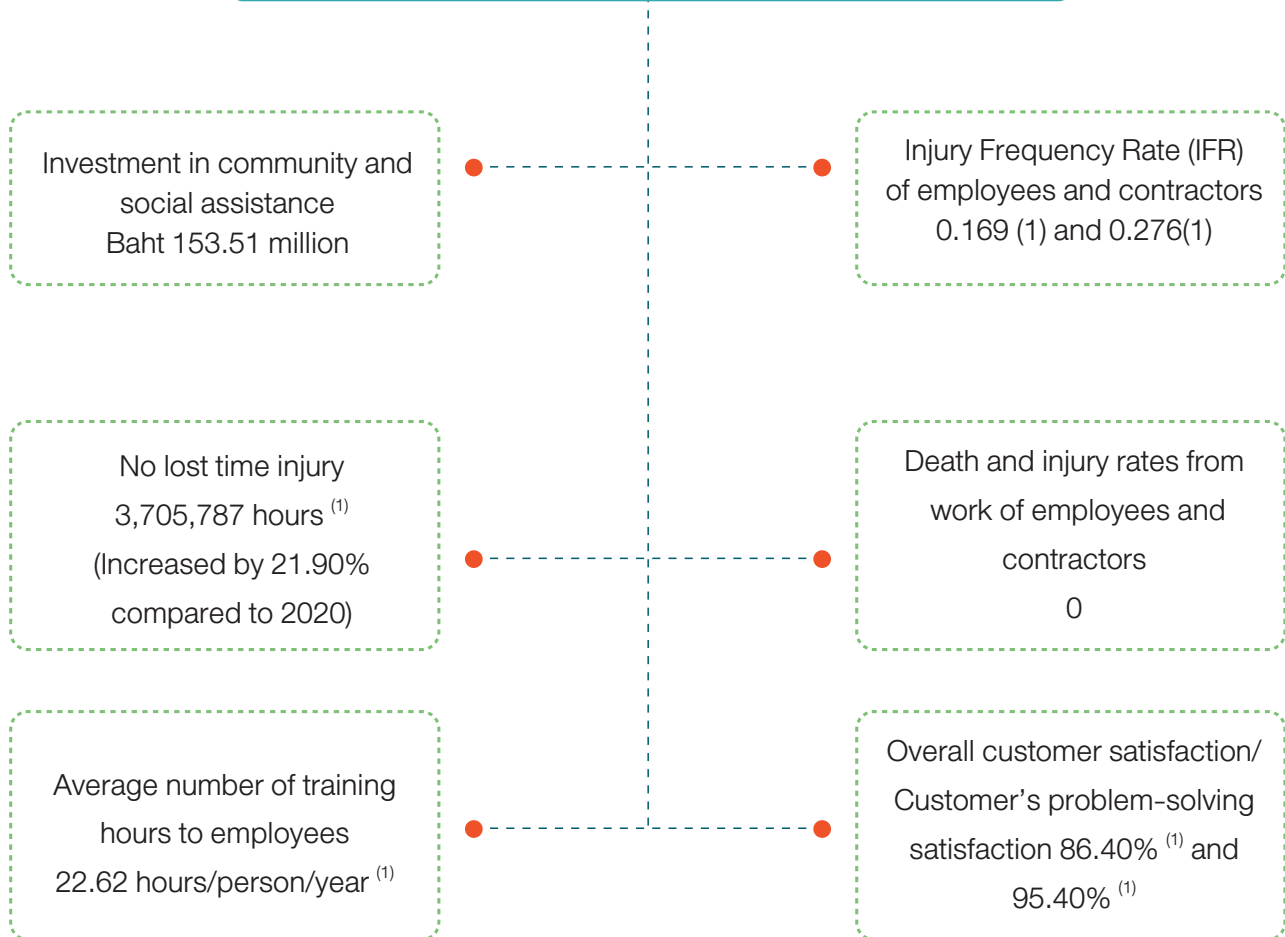 Investment in community and
social assistance
Baht 153.51 million
Injury Frequency Rate (IFR)
of employees and contractors
0.169 (1) and 0.276(1)
No lost time injury
3,705,787 hours (1)
(Increased by 21.90%
compared to 2020)
Death and injury rates from
work of employees and
contractors
0
Average number of training
hours to employees
22.62 hours/person/year (1)
Overall customer satisfaction/
Customer’s problem-solving
satisfaction 86.40% (1) and
95.40% (1)